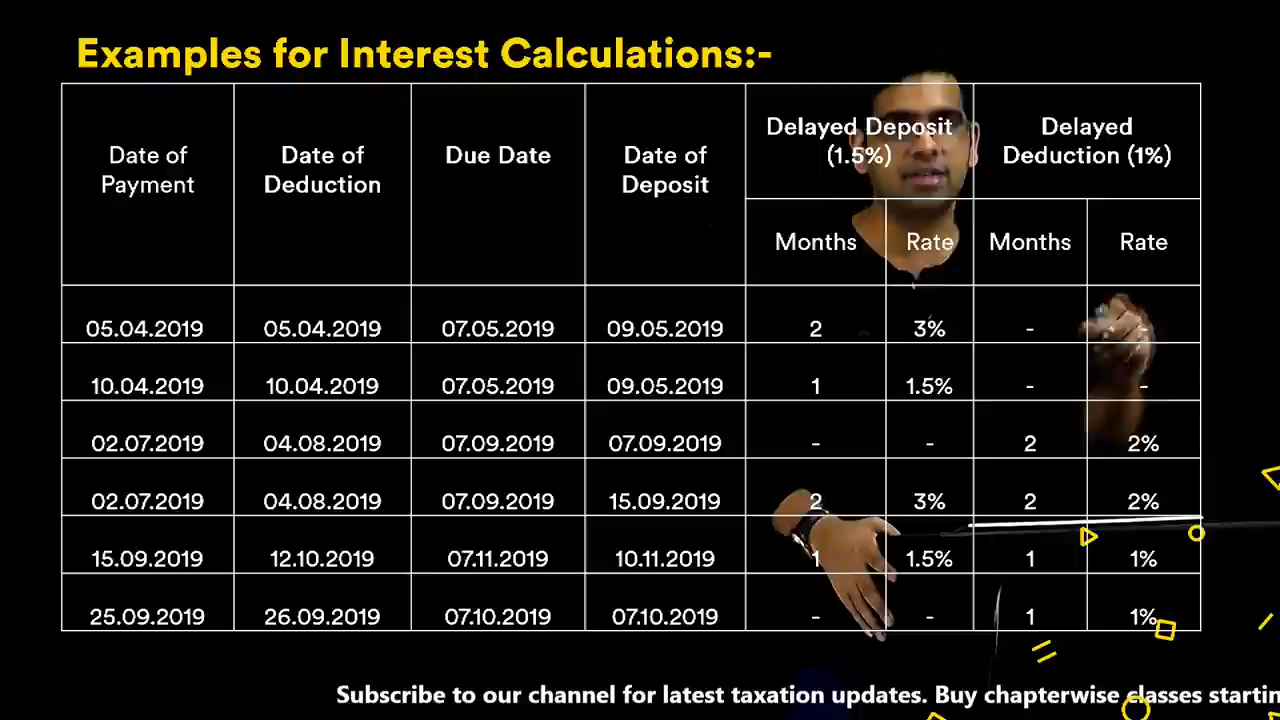 Examples for Interest Calculations:-
Date of Payment Date of Deduction Due Date Date of Deposit Delayed Deposit (1.5%) Delayed Deduction (1%)
Months Rate Months Rate
05.04.2019 05.04.2019 07.05.2019 09.05.2019 2 3% - -
10.04.2019 10.04.2019 07.05.2019 09.05.2019 1 1.5% - -
02.07.2019 04.08.2019 07.09.2019 07.09.2019 - - 2 2%
02.07.2019 04.08.2019 07.09.2019 15.09.2019 2 3% 2 2%
15.09.2019 12.10.2019 07.11.2019 10.11.2019 1 1.5% 1 1%
25.09.2019 26.09.2019 07.10.2019 07.10.2019 - - 1 1%
Subscribe to our channel for latest taxation updates. Buy chapterwise classes startin